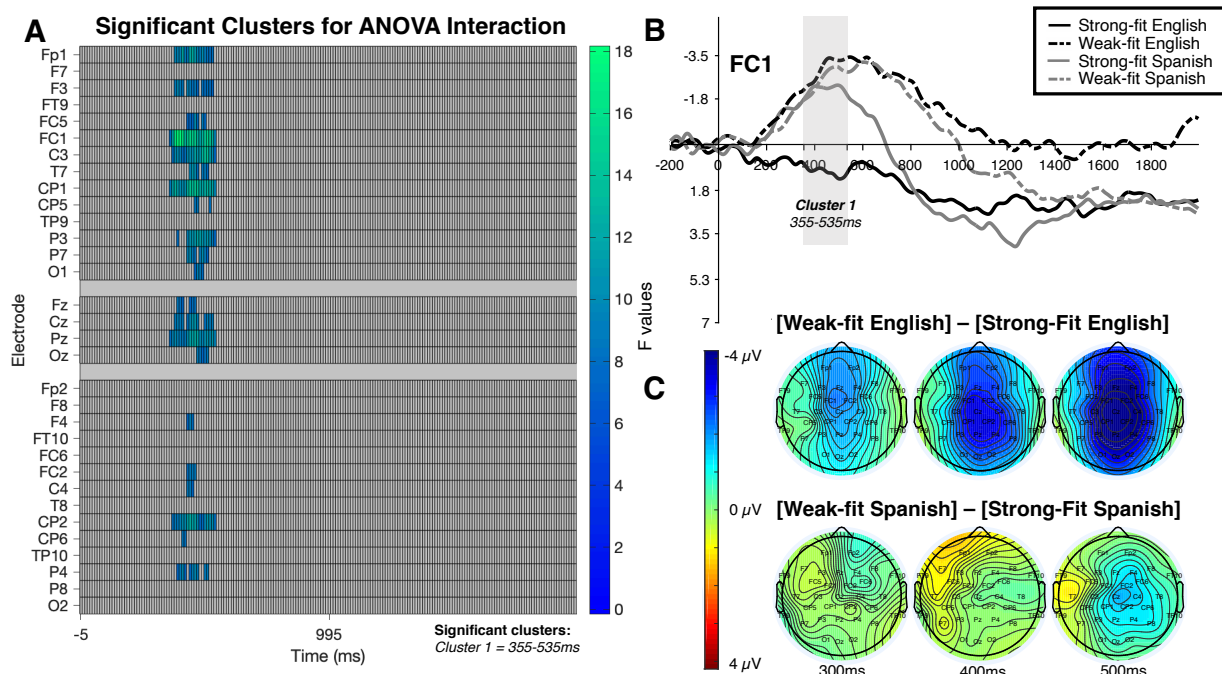 A
Significant Clusters for ANOVA Interaction
Electrode
Fp1
F7
F3
FT9
FC5
FC1
C3
T7
CP1
CP5
TP9
P3
P7
O1
Fz
Cz
Pz
Oz
Fp2
F8
F4
FT10
FC6
FC2
C4
T8
CP2
CP6
TP10
P4
P8
O2
-5
995
Time (ms)
Significant clusters:
Cluster 1 = 355-535ms
18
16
14
12
10
8
6
4
2
0
F values
B
FC1
Strong-fit English
Weak-fit English
Strong-fit Spanish
Weak-fit Spanish
-3.5
-1.8
1.8
3.5
5.3
7
-200
0
200
400
600
800
1000
1200
1400
1600
1800
Cluster 1
355-535ms
C
-4 µV
0 µV
4 µV
[Weak-fit English] – [Strong-Fit English]
[Weak-fit Spanish] – [Strong-Fit Spanish]
300ms
400ms
500ms